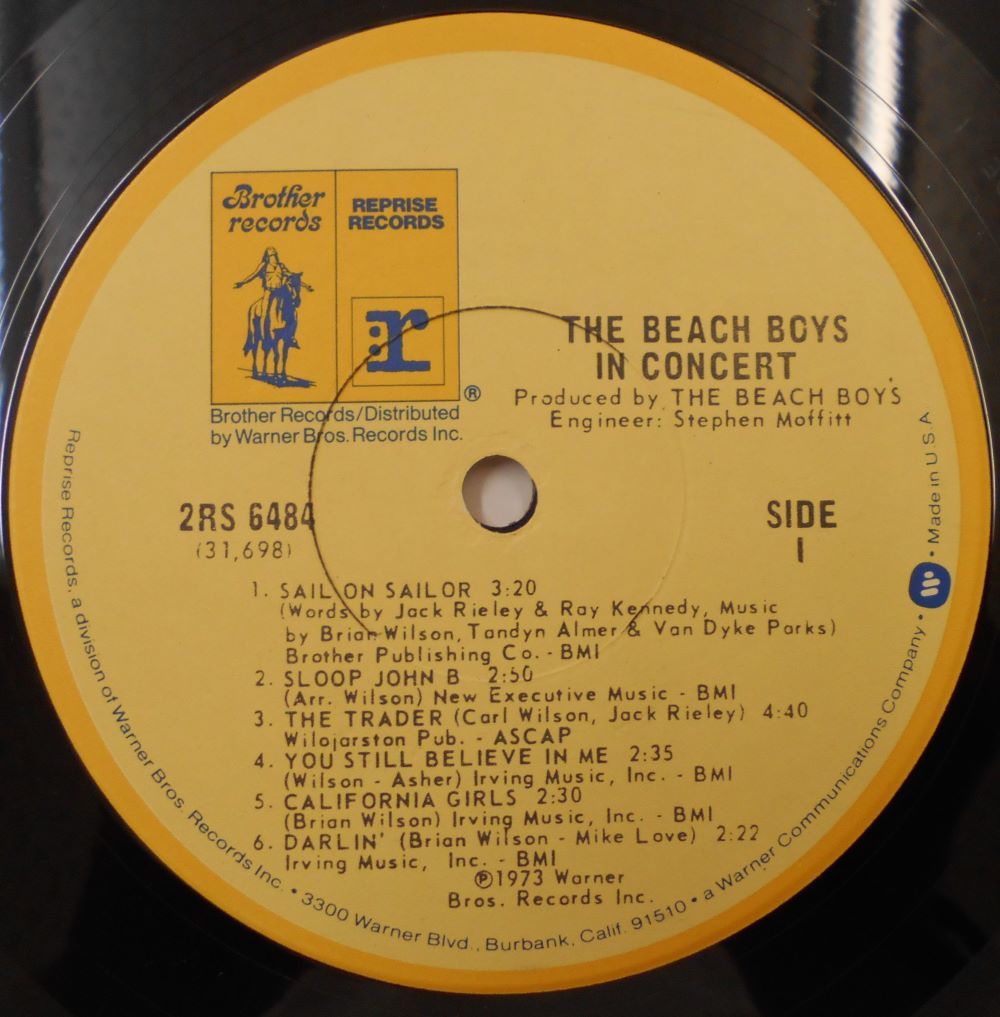 Brother
records
REPRISE
RECORDS
:r
®
Brother Records/Distributed
by Warner Bros. Records Inc.
THE BEACH BOYS
IN CONCERT
Produced by THE BEACH BOYS
Engineer: Stephen Moffitt
2RS 6484
(31,698)
SIDE
1
1. SAIL ON SAILOR 3:20
(Words by Jack Rieley & Ray Kennedy, Music
by Brian Wilson, Tandyn Almer & Van Dyke Parks)
Brother Publishing Co. - BMI
2. SLOOP JOHN B 2:50
(Arr. Wilson) New Executive Music - BMI
3. THE TRADER (Carl Wilson, Jack Rieley) 4:40
Wilojarston Pub. - ASCAP
4. YOU STILL BELIEVE IN ME 2:35
(Wilson - Asher) Irving Music, Inc. - BMI
5. CALIFORNIA GIRLS 2:30
(Brian Wilson) Irving Music, Inc. - BMI
6. DARLIN' (Brian Wilson - Mike Love) 2:22
Irving Music, Inc. - BMI
℗1973 Warner
Bros. Records Inc.
Reprise Records, a division of Warner Bros. Records Inc. • 3300 Warner Blvd., Burbank, Calif. 91510 • a Warner Communications Company • W • Made in U.S.A